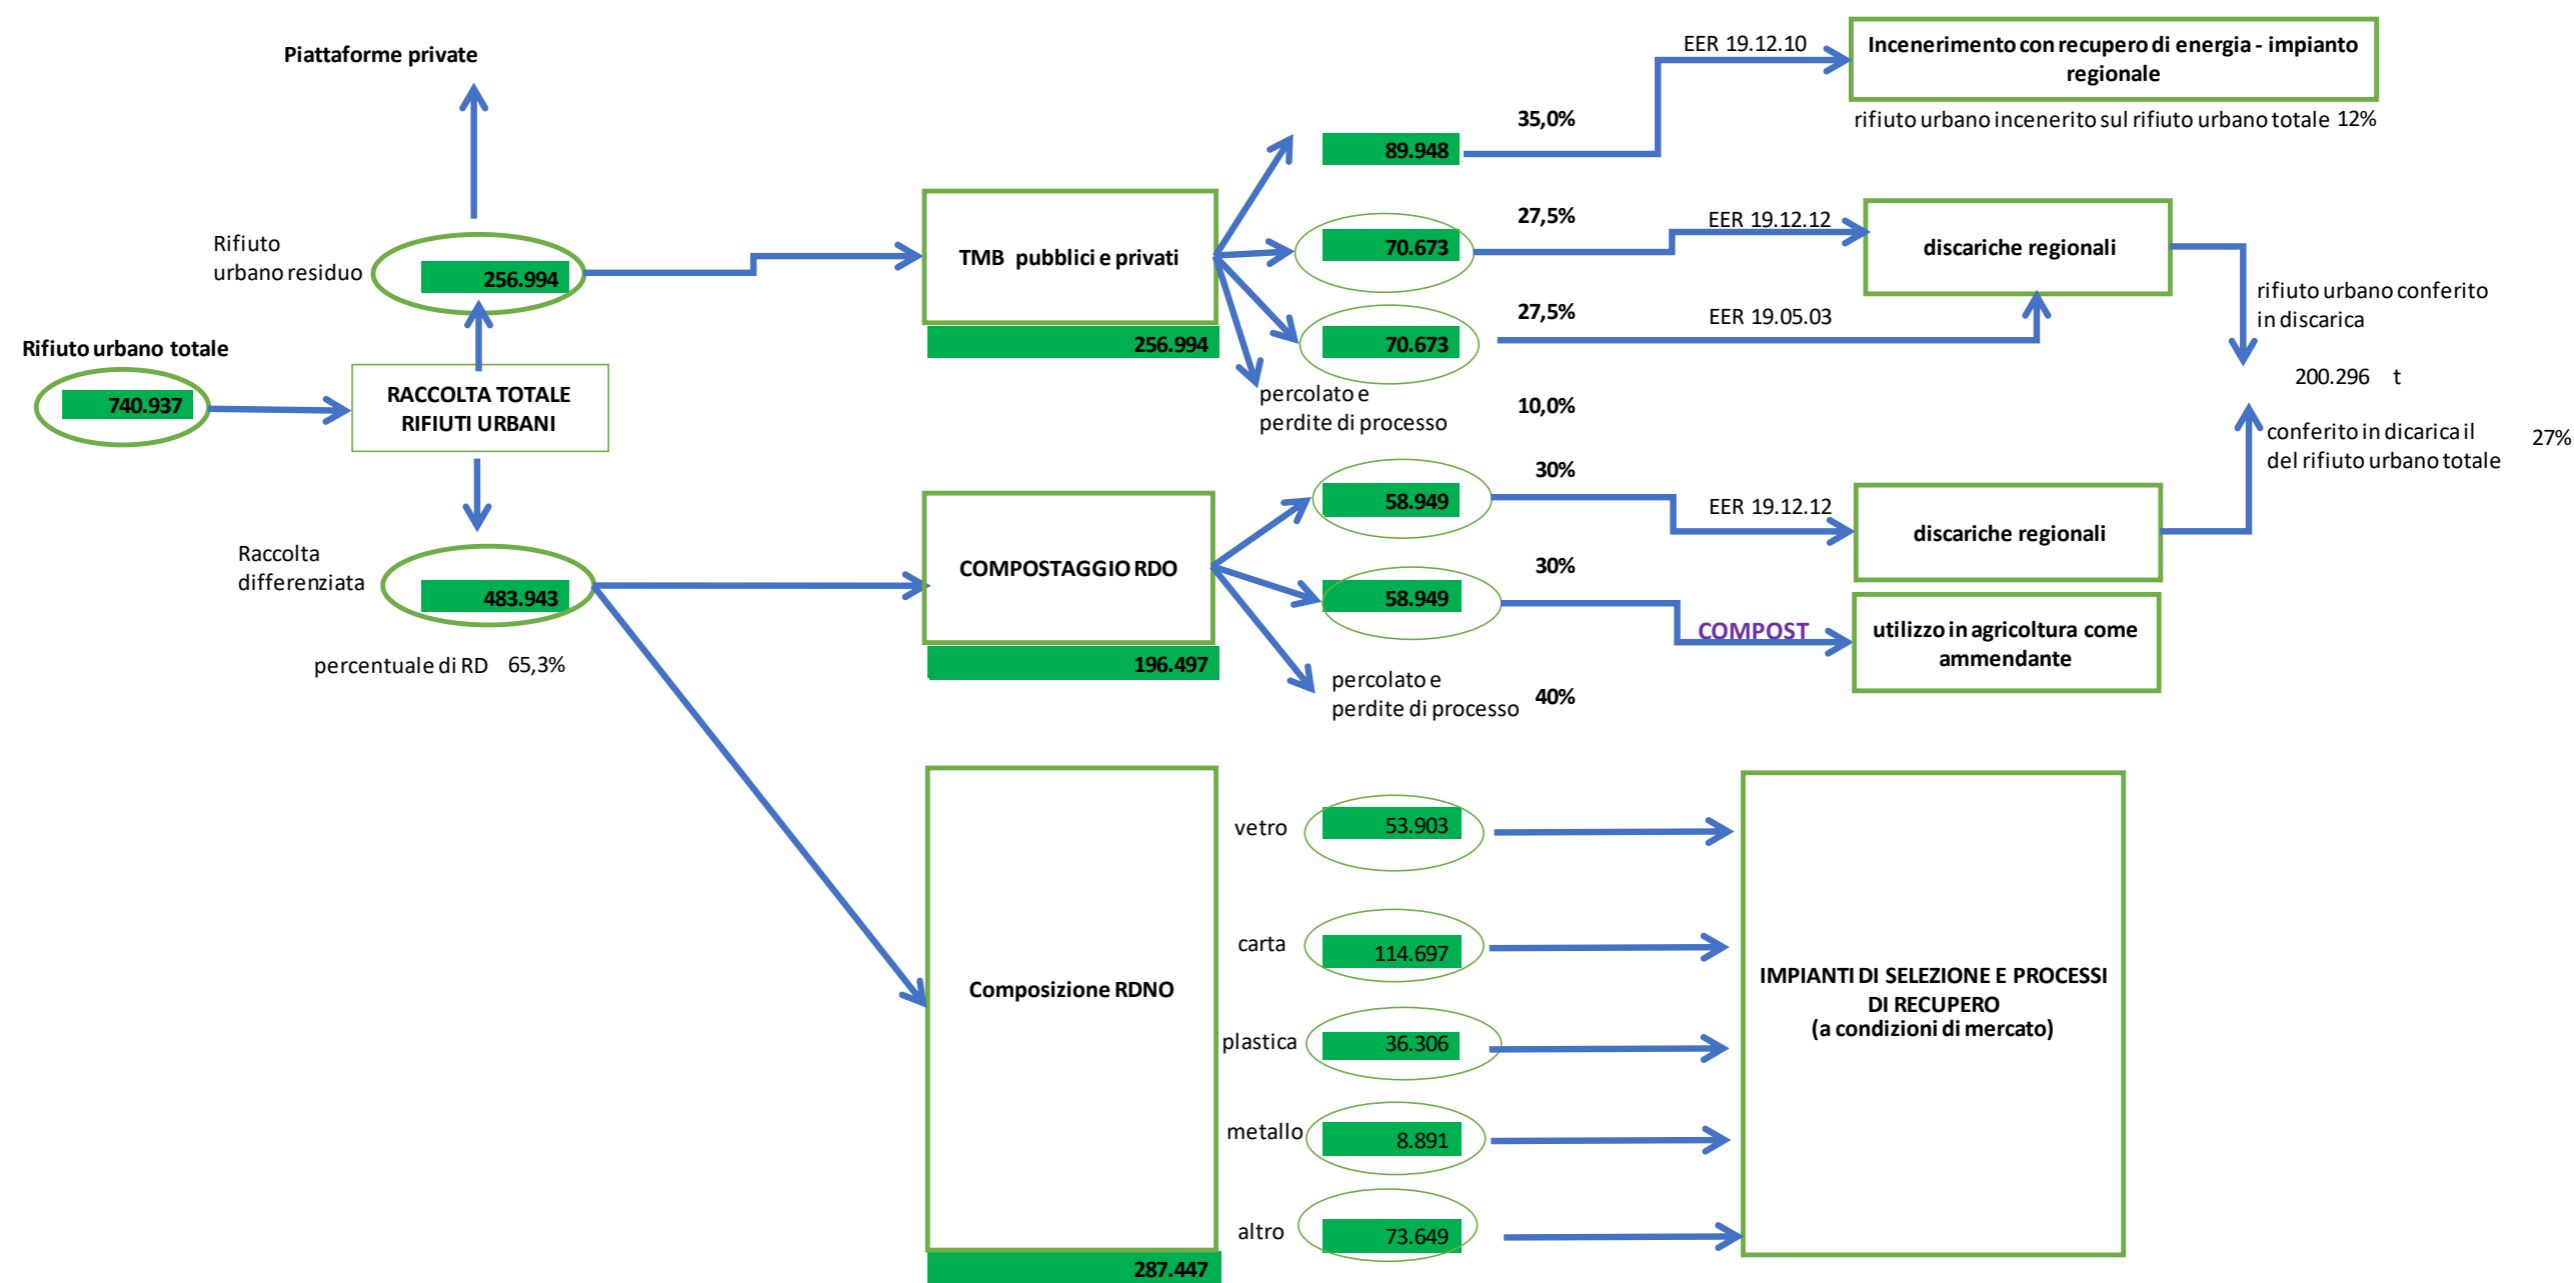 Piattaforme private
EER 19.12.10
Incenerimento con recupero di energia - impianto
regionale
35,0%
rifiuto urbano incenerito sul rifiuto urbano totale 12%
89.948
Rifiuto
urbano residuo
256.994
TMB pubblici e privati
256.994
27,5%
70.673
EER 19.12.12
discariche regionali
27,5%
70.673
EER 19.05.03
rifiuto urbano conferito
in discarica
Rifiuto urbano totale
740.937
RACCOLTA TOTALE
RIFIUTI URBANI
percolato e
perdite di processo
10,0%
200.296 t
conferito in dicarica il
del rifiuto urbano totale
27%
30%
58.949
EER 19.12.12
discariche regionali
Raccolta
differenziata
483.943
percentuale di RD 65,3%
COMPOSTAGGIO RDO
196.497
30%
58.949
COMPOST
utilizzo in agricoltura come
ammendante
percolato e
perdite di processo
40%
Composizione RDNO
287.447
vetro
53.903
carta
114.697
plastica
36.306
metallo
8.891
altro
73.649
IMPIANTI DI SELEZIONE E PROCESSI
DI RECUPERO
(a condizioni di mercato)